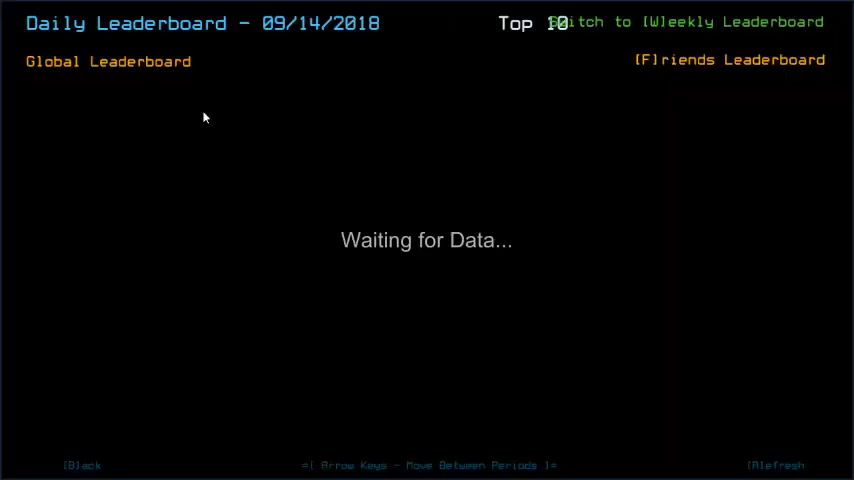 Daily Leaderboard - 09/14/2018
Top 10
Switch to [W]eekly Leaderboard
Global Leaderboard
[F]riends Leaderboard
Waiting for Data...
[B]ack
=[ Arrow Keys - Move Between Periods ]=
[R]efresh